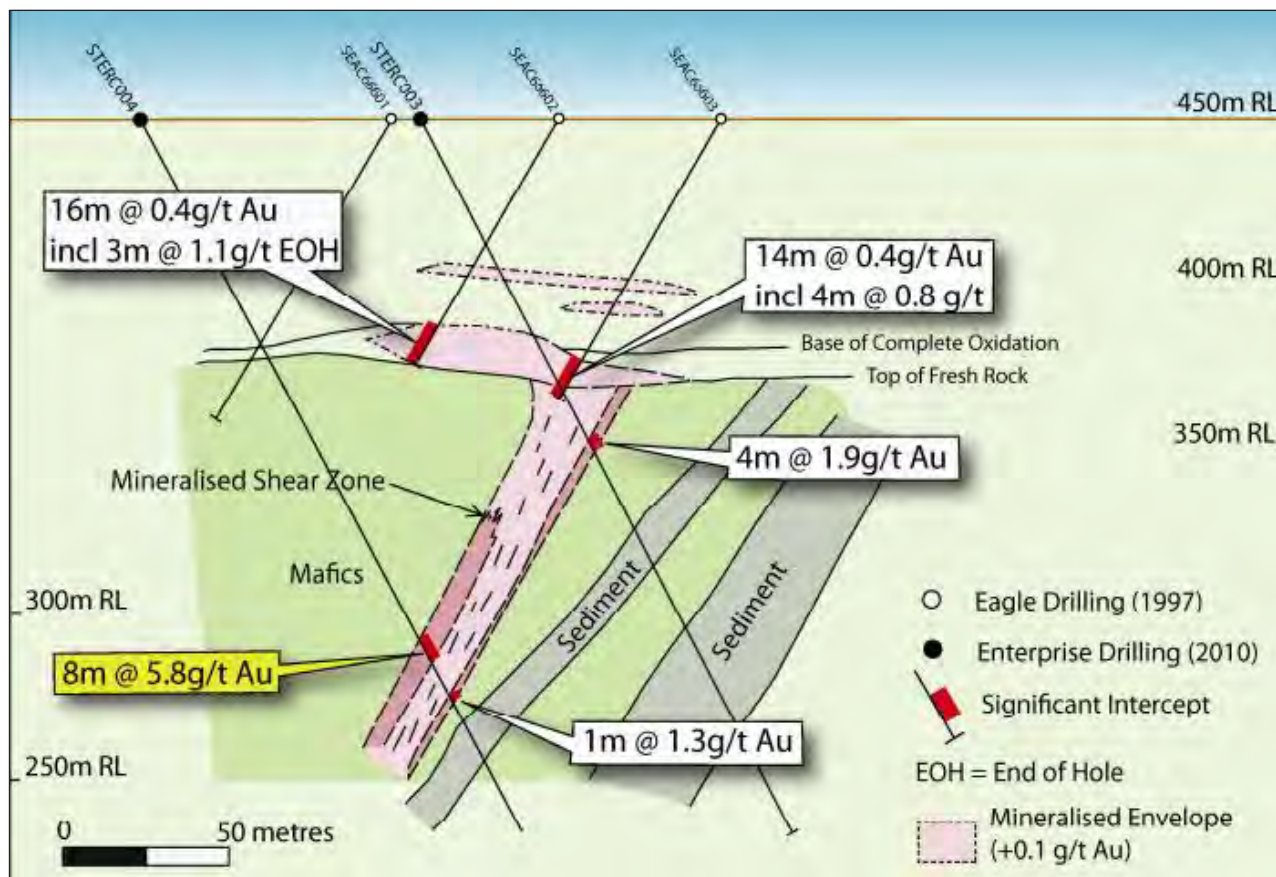 STERC004
SEAC66601
STERC003
SEAC66602
SEAC66603
450m RL
16m @ 0.4g/t Au
incl 3m @ 1.1g/t EOH
14m @ 0.4g/t Au
incl 4m @ 0.8 g/t
400m RL
Base of Complete Oxidation
Top of Fresh Rock
350m RL
4m @ 1.9g/t Au
Mineralised Shear Zone
Mafics
Sediment
Sediment
300m RL
8m @ 5.8g/t Au
1m @ 1.3g/t Au
250m RL
0 50 metres
Eagle Drilling (1997)
Enterprise Drilling (2010)
Significant Intercept
EOH = End of Hole
Mineralised Envelope
(+0.1 g/t Au)